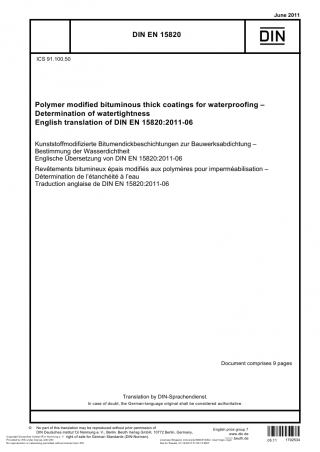 June 2011
DIN EN 15820
DIN
ICS 91.100.50
Polymer modified bituminous thick coatings for waterproofing –
Determination of watertightness
English translation of DIN EN 15820:2011-06
Kunststoffmodifizierte Bitumendickbeschichtungen zur Bauwerksabdichtung –
Bestimmung der Wasserdichtheit
Englische Übersetzung von DIN EN 15820:2011-06
Revêtements bitumineux épais modifiés aux polymères pour imperméabilisation –
Détermination de l'étanchéité à l'eau
Traduction anglaise de DIN EN 15820:2011-06
Document comprises 9 pages
Translation by DIN-Sprachendienst.
In case of doubt, the German-language original shall be considered authoritative.
© No part of this translation may be reproduced without prior permission of
DIN Deutsches Institut für Normung e. V., Berlin. Beuth Verlag GmbH, 10772 Berlin, Germany,
right of sale for German Standards (DIN-Normen).
English price group 7
www.din.de
www.beuth.de
05.11